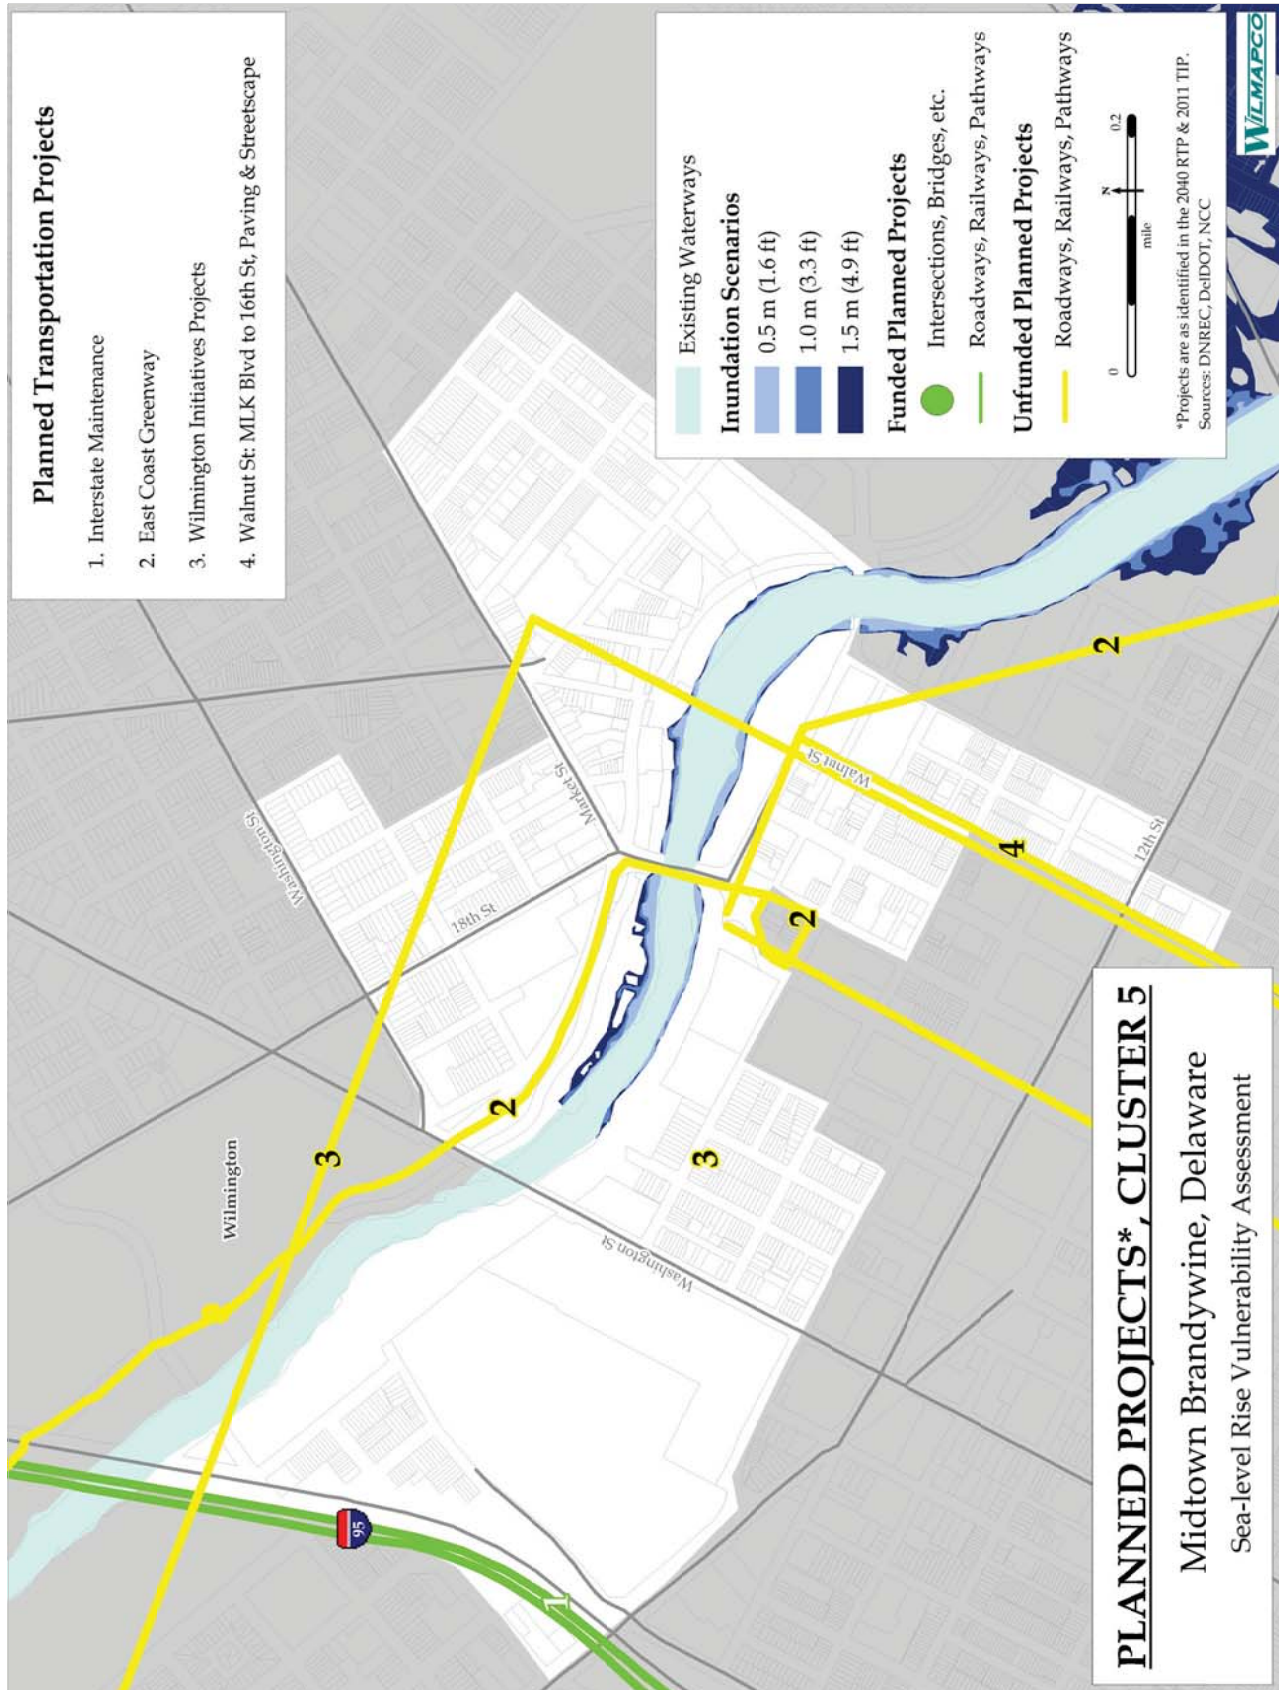 Planned Transportation Projects
1. Interstate Maintenance
2. East Coast Greenway
3. Wilmington Initiatives Projects
4. Walnut St: MLK Blvd to 16th St, Paving & Streetscape
Wilmington
Washington St
18th St
Market St
Walnut St
12th St
Washington St
95
1
2
2
2
3
3
4
Existing Waterways
Inundation Scenarios
0.5 m (1.6 ft)
1.0 m (3.3 ft)
1.5 m (4.9 ft)
Funded Planned Projects
Intersections, Bridges, etc.
Roadways, Railways, Pathways
Unfunded Planned Projects
Roadways, Railways, Pathways
0 0.2
N
mile
*Projects are as identified in the 2040 RTP & 2011 TIP.
Sources: DNREC, DelDOT, NCC
WILMAPCO
PLANNED PROJECTS*, CLUSTER 5
Midtown Brandywine, Delaware
Sea-level Rise Vulnerability Assessment